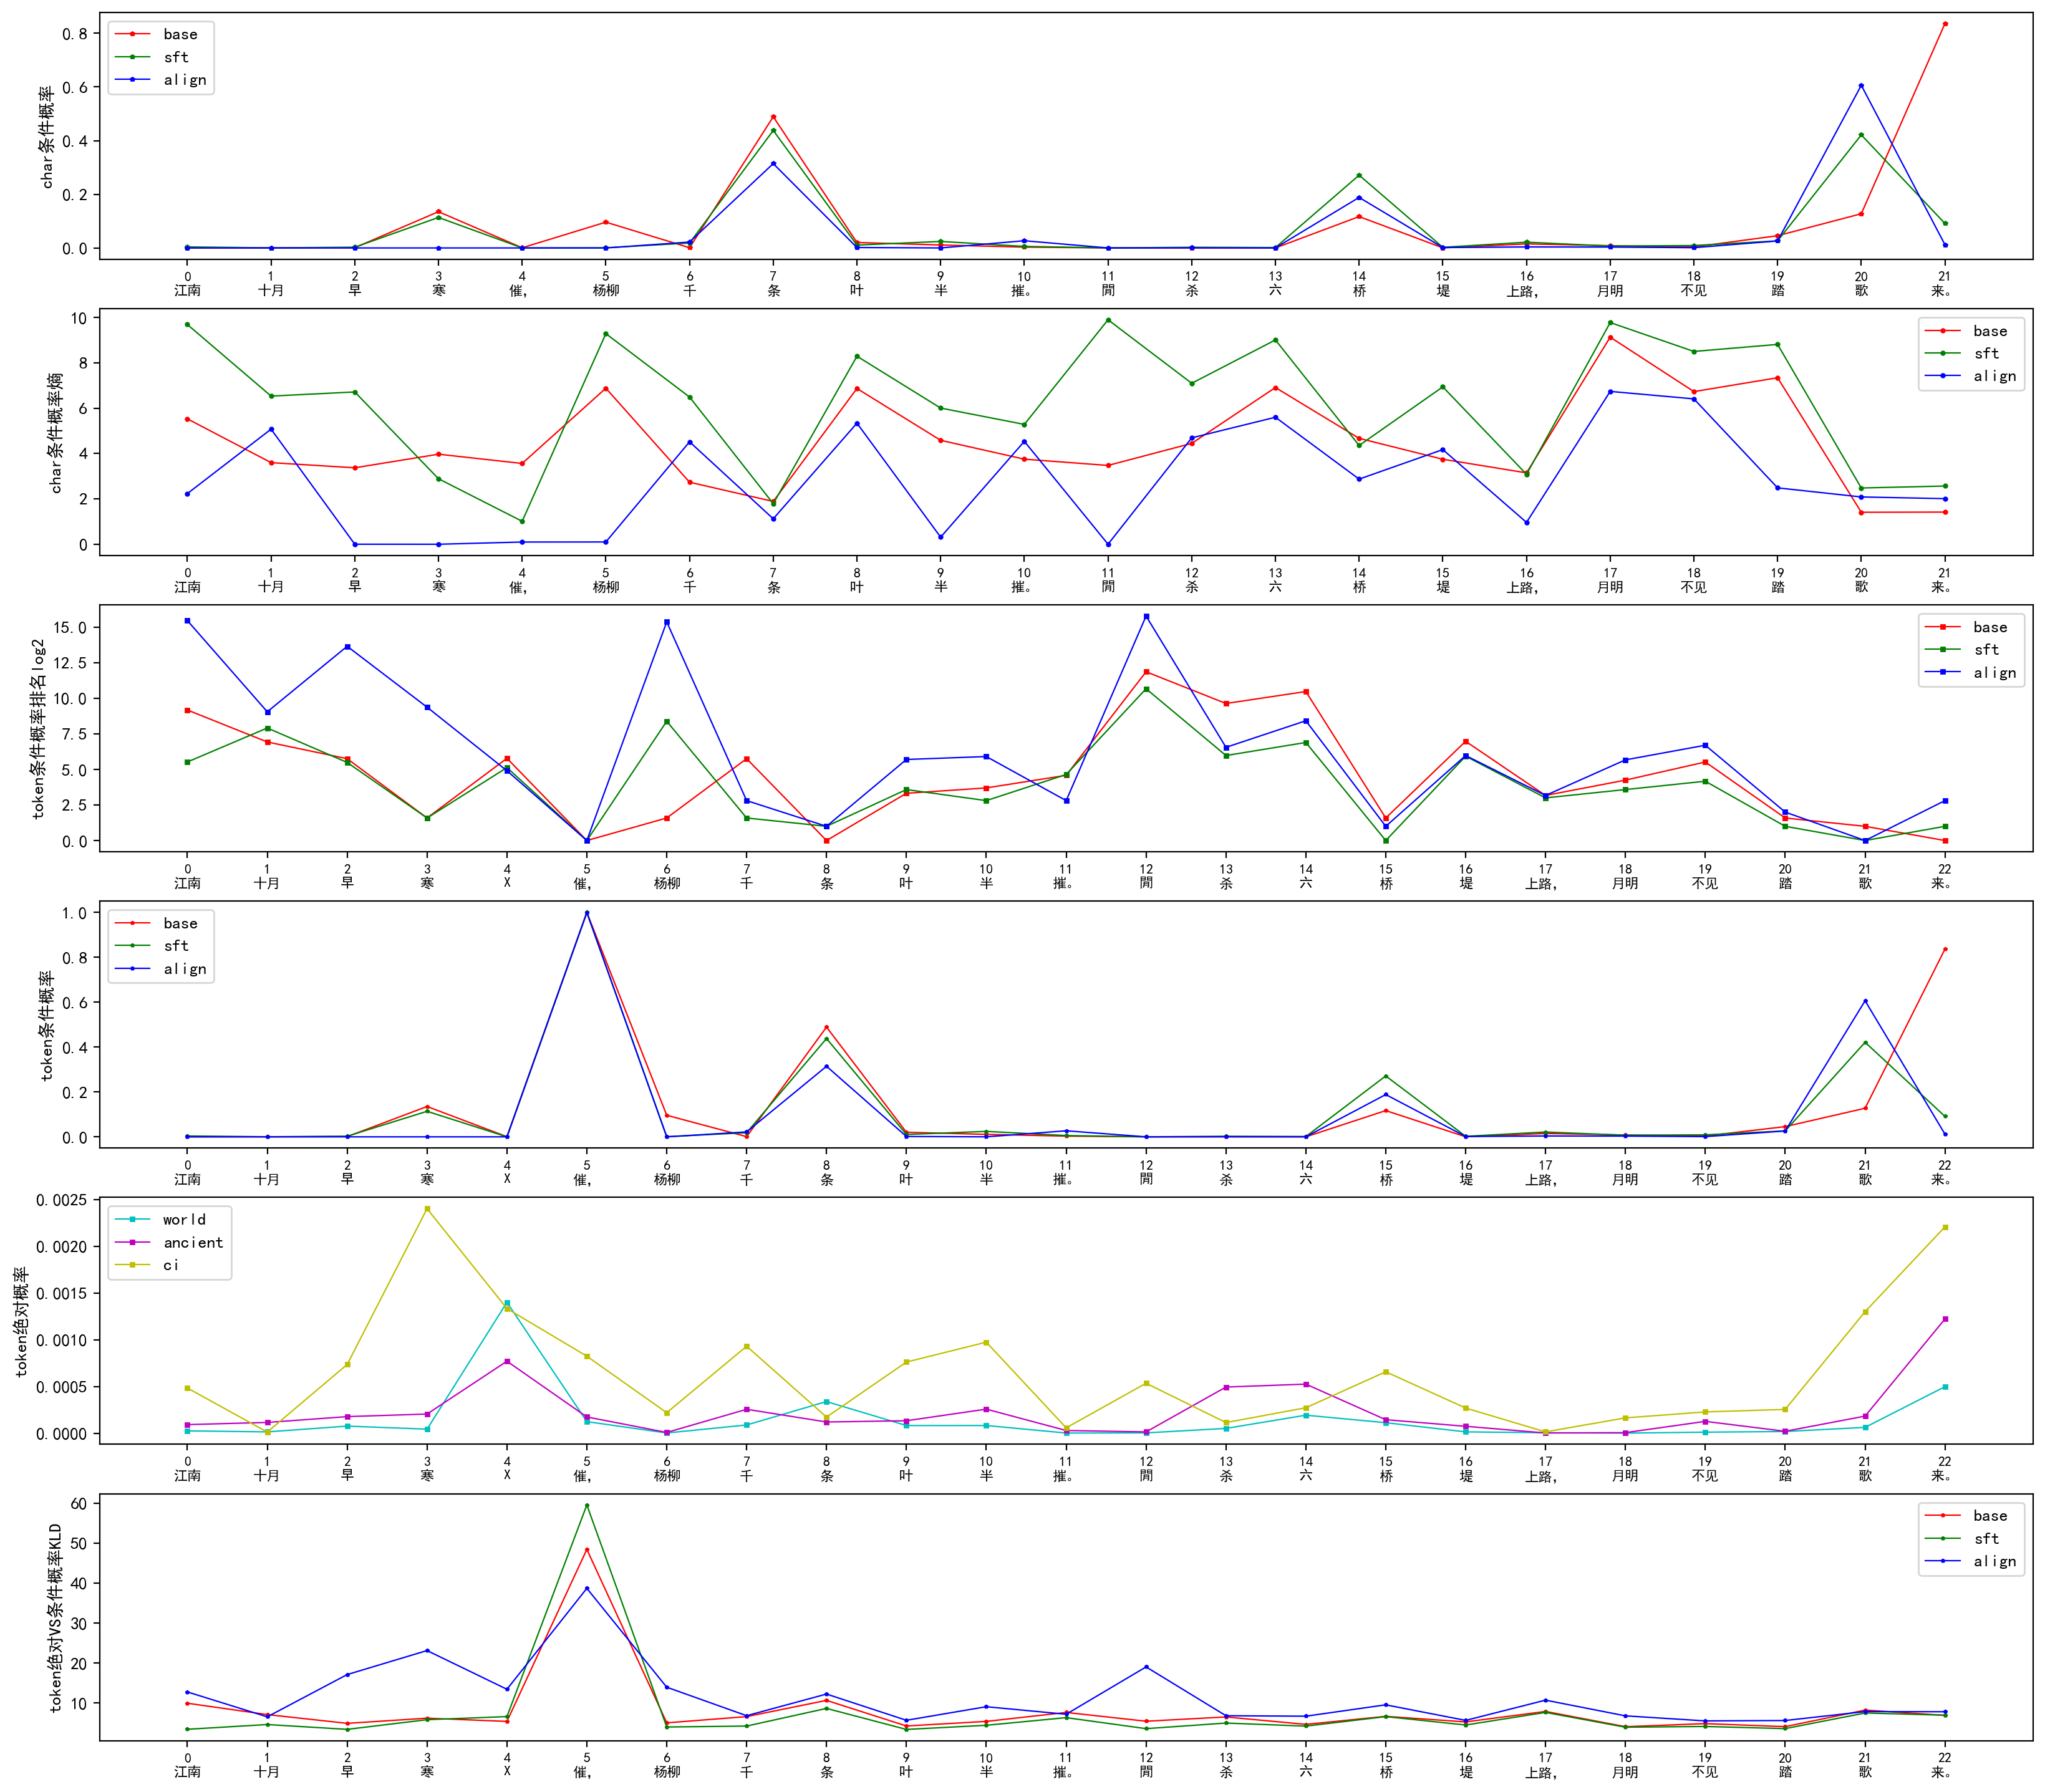 char条件概率
0.8
0.6
0.4
0.2
0.0
base
sft
align
0 1 2 3 4 5 6 7 8 9 10 11 12 13 14 15 16 17 18 19 20 21
江南 十月 早 寒 催, 杨柳 千 条 叶 半 摧。 閒 杀 六 桥 堤 上路, 月明 不见 踏 歌 来。
char条件概率熵
10
8
6
4
2
0
base
sft
align
0 1 2 3 4 5 6 7 8 9 10 11 12 13 14 15 16 17 18 19 20 21
江南 十月 早 寒 催, 杨柳 千 条 叶 半 摧。 閒 杀 六 桥 堤 上路, 月明 不见 踏 歌 来。
token条件概率排名log2
15.0
12.5
10.0
7.5
5.0
2.5
0.0
base
sft
align
0 1 2 3 4 5 6 7 8 9 10 11 12 13 14 15 16 17 18 19 20 21 22
江南 十月 早 寒 X 催, 杨柳 千 条 叶 半 摧。 閒 杀 六 桥 堤 上路, 月明 不见 踏 歌 来。
token条件概率
1.0
0.8
0.6
0.4
0.2
0.0
base
sft
align
0 1 2 3 4 5 6 7 8 9 10 11 12 13 14 15 16 17 18 19 20 21 22
江南 十月 早 寒 X 催, 杨柳 千 条 叶 半 摧。 閒 杀 六 桥 堤 上路, 月明 不见 踏 歌 来。
token绝对概率
0.0025
0.0020
0.0015
0.0010
0.0005
0.0000
world
ancient
ci
0 1 2 3 4 5 6 7 8 9 10 11 12 13 14 15 16 17 18 19 20 21 22
江南 十月 早 寒 X 催, 杨柳 千 条 叶 半 摧。 閒 杀 六 桥 堤 上路, 月明 不见 踏 歌 来。
token绝对VS条件概率KLD
60
50
40
30
20
10
base
sft
align
0 1 2 3 4 5 6 7 8 9 10 11 12 13 14 15 16 17 18 19 20 21 22
江南 十月 早 寒 X 催, 杨柳 千 条 叶 半 摧。 閒 杀 六 桥 堤 上路, 月明 不见 踏 歌 来。